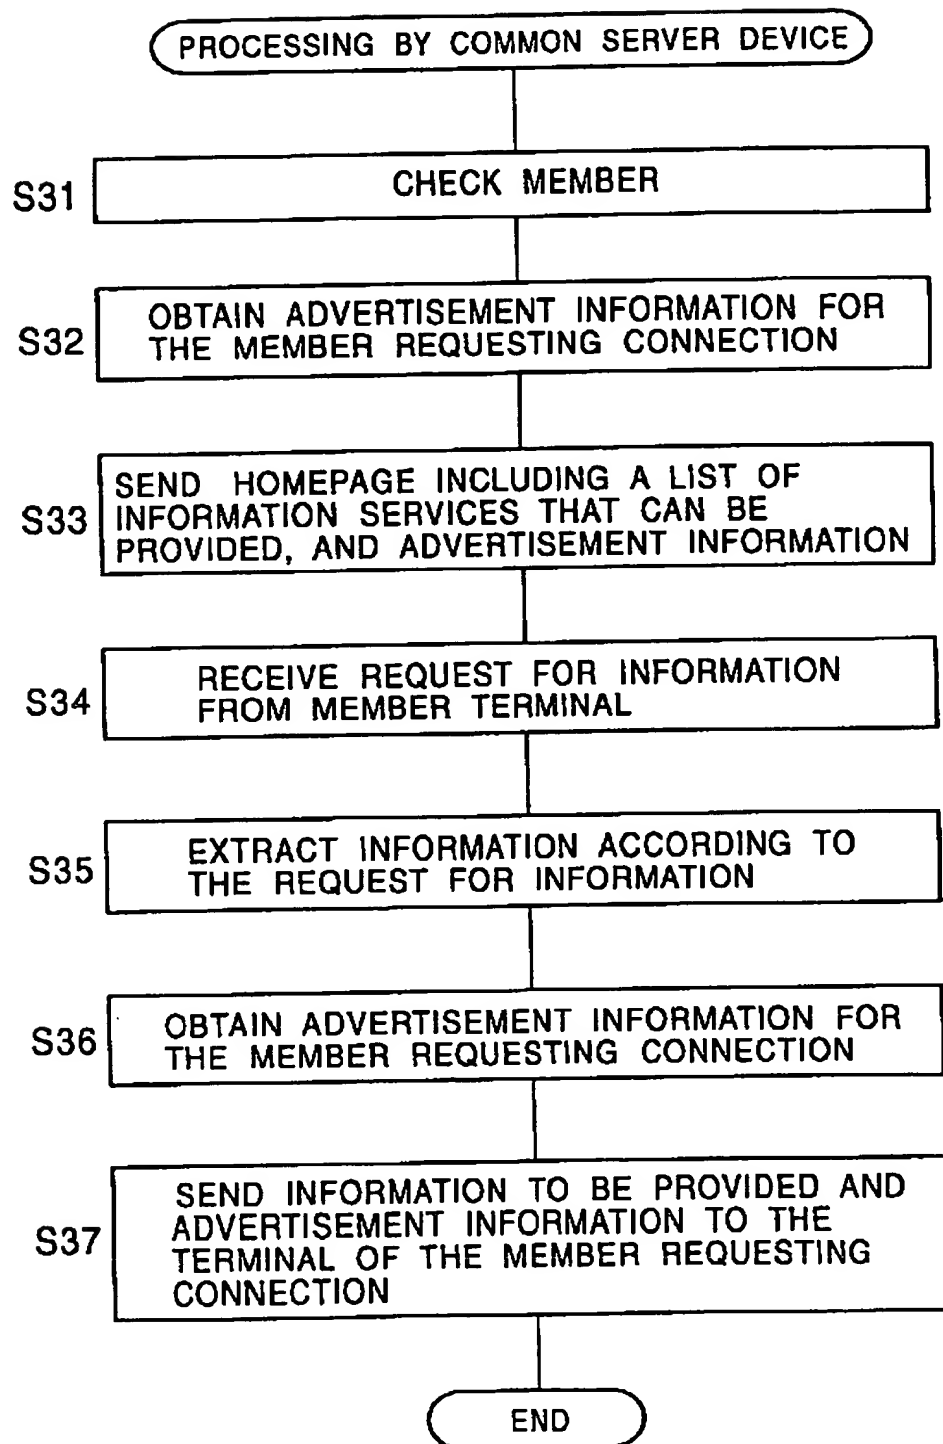 PROCESSING BY COMMON SERVER DEVICE
S31
CHECK MEMBER
S32
OBTAIN ADVERTISEMENT INFORMATION FOR
THE MEMBER REQUESTING CONNECTION
S33
SEND HOMEPAGE INCLUDING A LIST OF
INFORMATION SERVICES THAT CAN BE
PROVIDED, AND ADVERTISEMENT INFORMATION
S34
RECEIVE REQUEST FOR INFORMATION
FROM MEMBER TERMINAL
S35
EXTRACT INFORMATION ACCORDING TO
THE REQUEST FOR INFORMATION
S36
OBTAIN ADVERTISEMENT INFORMATION FOR
THE MEMBER REQUESTING CONNECTION
S37
SEND INFORMATION TO BE PROVIDED AND
ADVERTISEMENT INFORMATION TO THE
TERMINAL OF THE MEMBER REQUESTING
CONNECTION
END